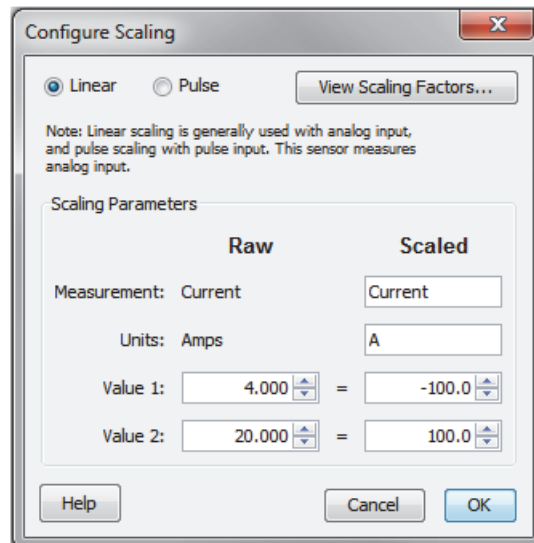 Configure Scaling
Linear Pulse View Scaling Factors...
Note: Linear scaling is generally used with analog input,
and pulse scaling with pulse input. This sensor measures
analog input.
Scaling Parameters
Raw Scaled
Measurement: Current Current
Units: Amps A
Value 1: 4.000 = -100.0
Value 2: 20.000 = 100.0
Help Cancel OK